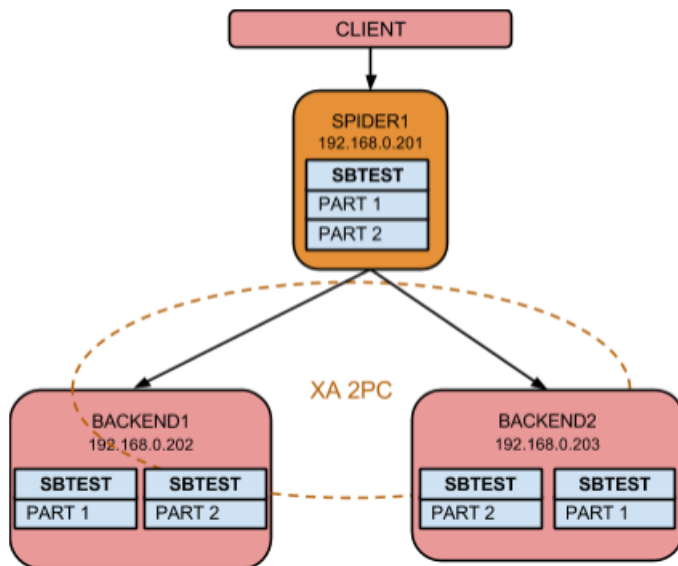 CLIENT
SPIDER1
192.168.0.201
SBTEST
PART 1
PART 2
XA 2PC
BACKEND1
192.168.0.202
SBTEST
PART 1
SBTEST
PART 2
BACKEND2
192.168.0.203
SBTEST
PART 2
SBTEST
PART 1